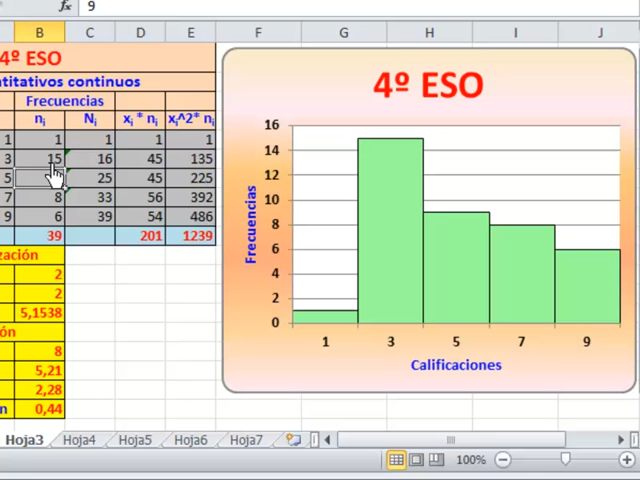 9
B C D E F G H I J
4º ESO
ntitativos continuos
Frecuencias
ni Ni xi * ni xi^2* ni
1 1 1 1 1
3 15 16 45 135
5 25 45 225
7 8 33 56 392
9 6 39 54 486
39 201 1239
zación
2
2
5,1538
ón
8
5,21
2,28
n 0,44
4º ESO
16
14
12
10
8
6
4
2
0
Frecuencias
1 3 5 7 9
Calificaciones
Hoja3 Hoja4 Hoja5 Hoja6 Hoja7
100%